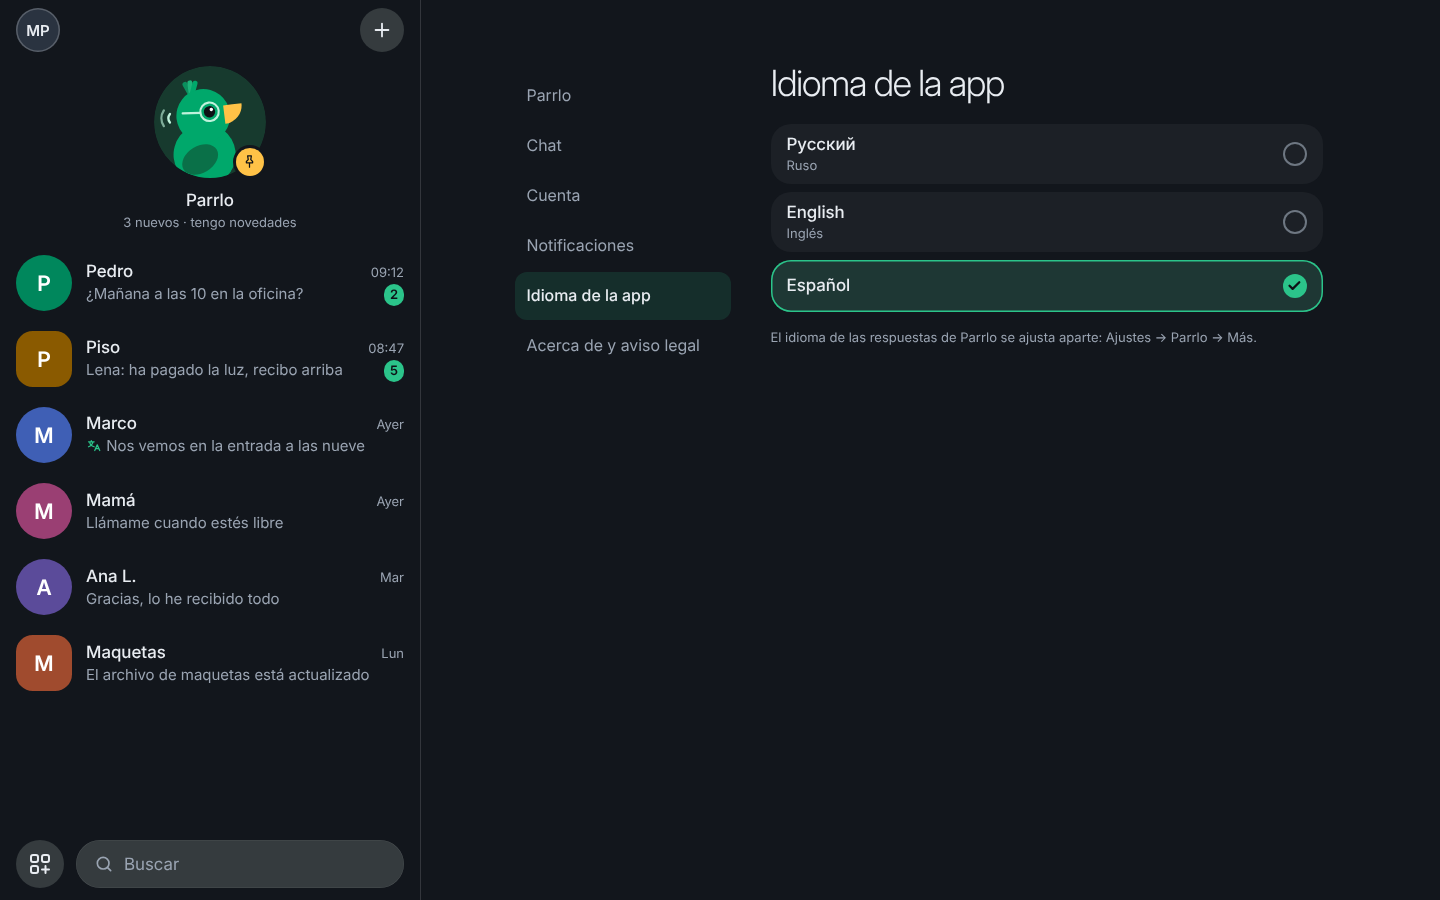 MP
Parrlo
3 nuevos · tengo novedades
P
Pedro
09:12
¿Mañana a las 10 en la oficina?
2
P
Piso
08:47
Lena: ha pagado la luz, recibo arriba
5
M
Marco
Ayer
Nos vemos en la entrada a las nueve
M
Mamá
Ayer
Llámame cuando estés libre
A
Ana L.
Mar
Gracias, lo he recibido todo
M
Maquetas
Lun
El archivo de maquetas está actualizado
Buscar
Parrlo
Chat
Cuenta
Notificaciones
Idioma de la app
Acerca de y aviso legal
Idioma de la app
Русский
Ruso
English
Inglés
Español
El idioma de las respuestas de Parrlo se ajusta aparte: Ajustes → Parrlo → Más.